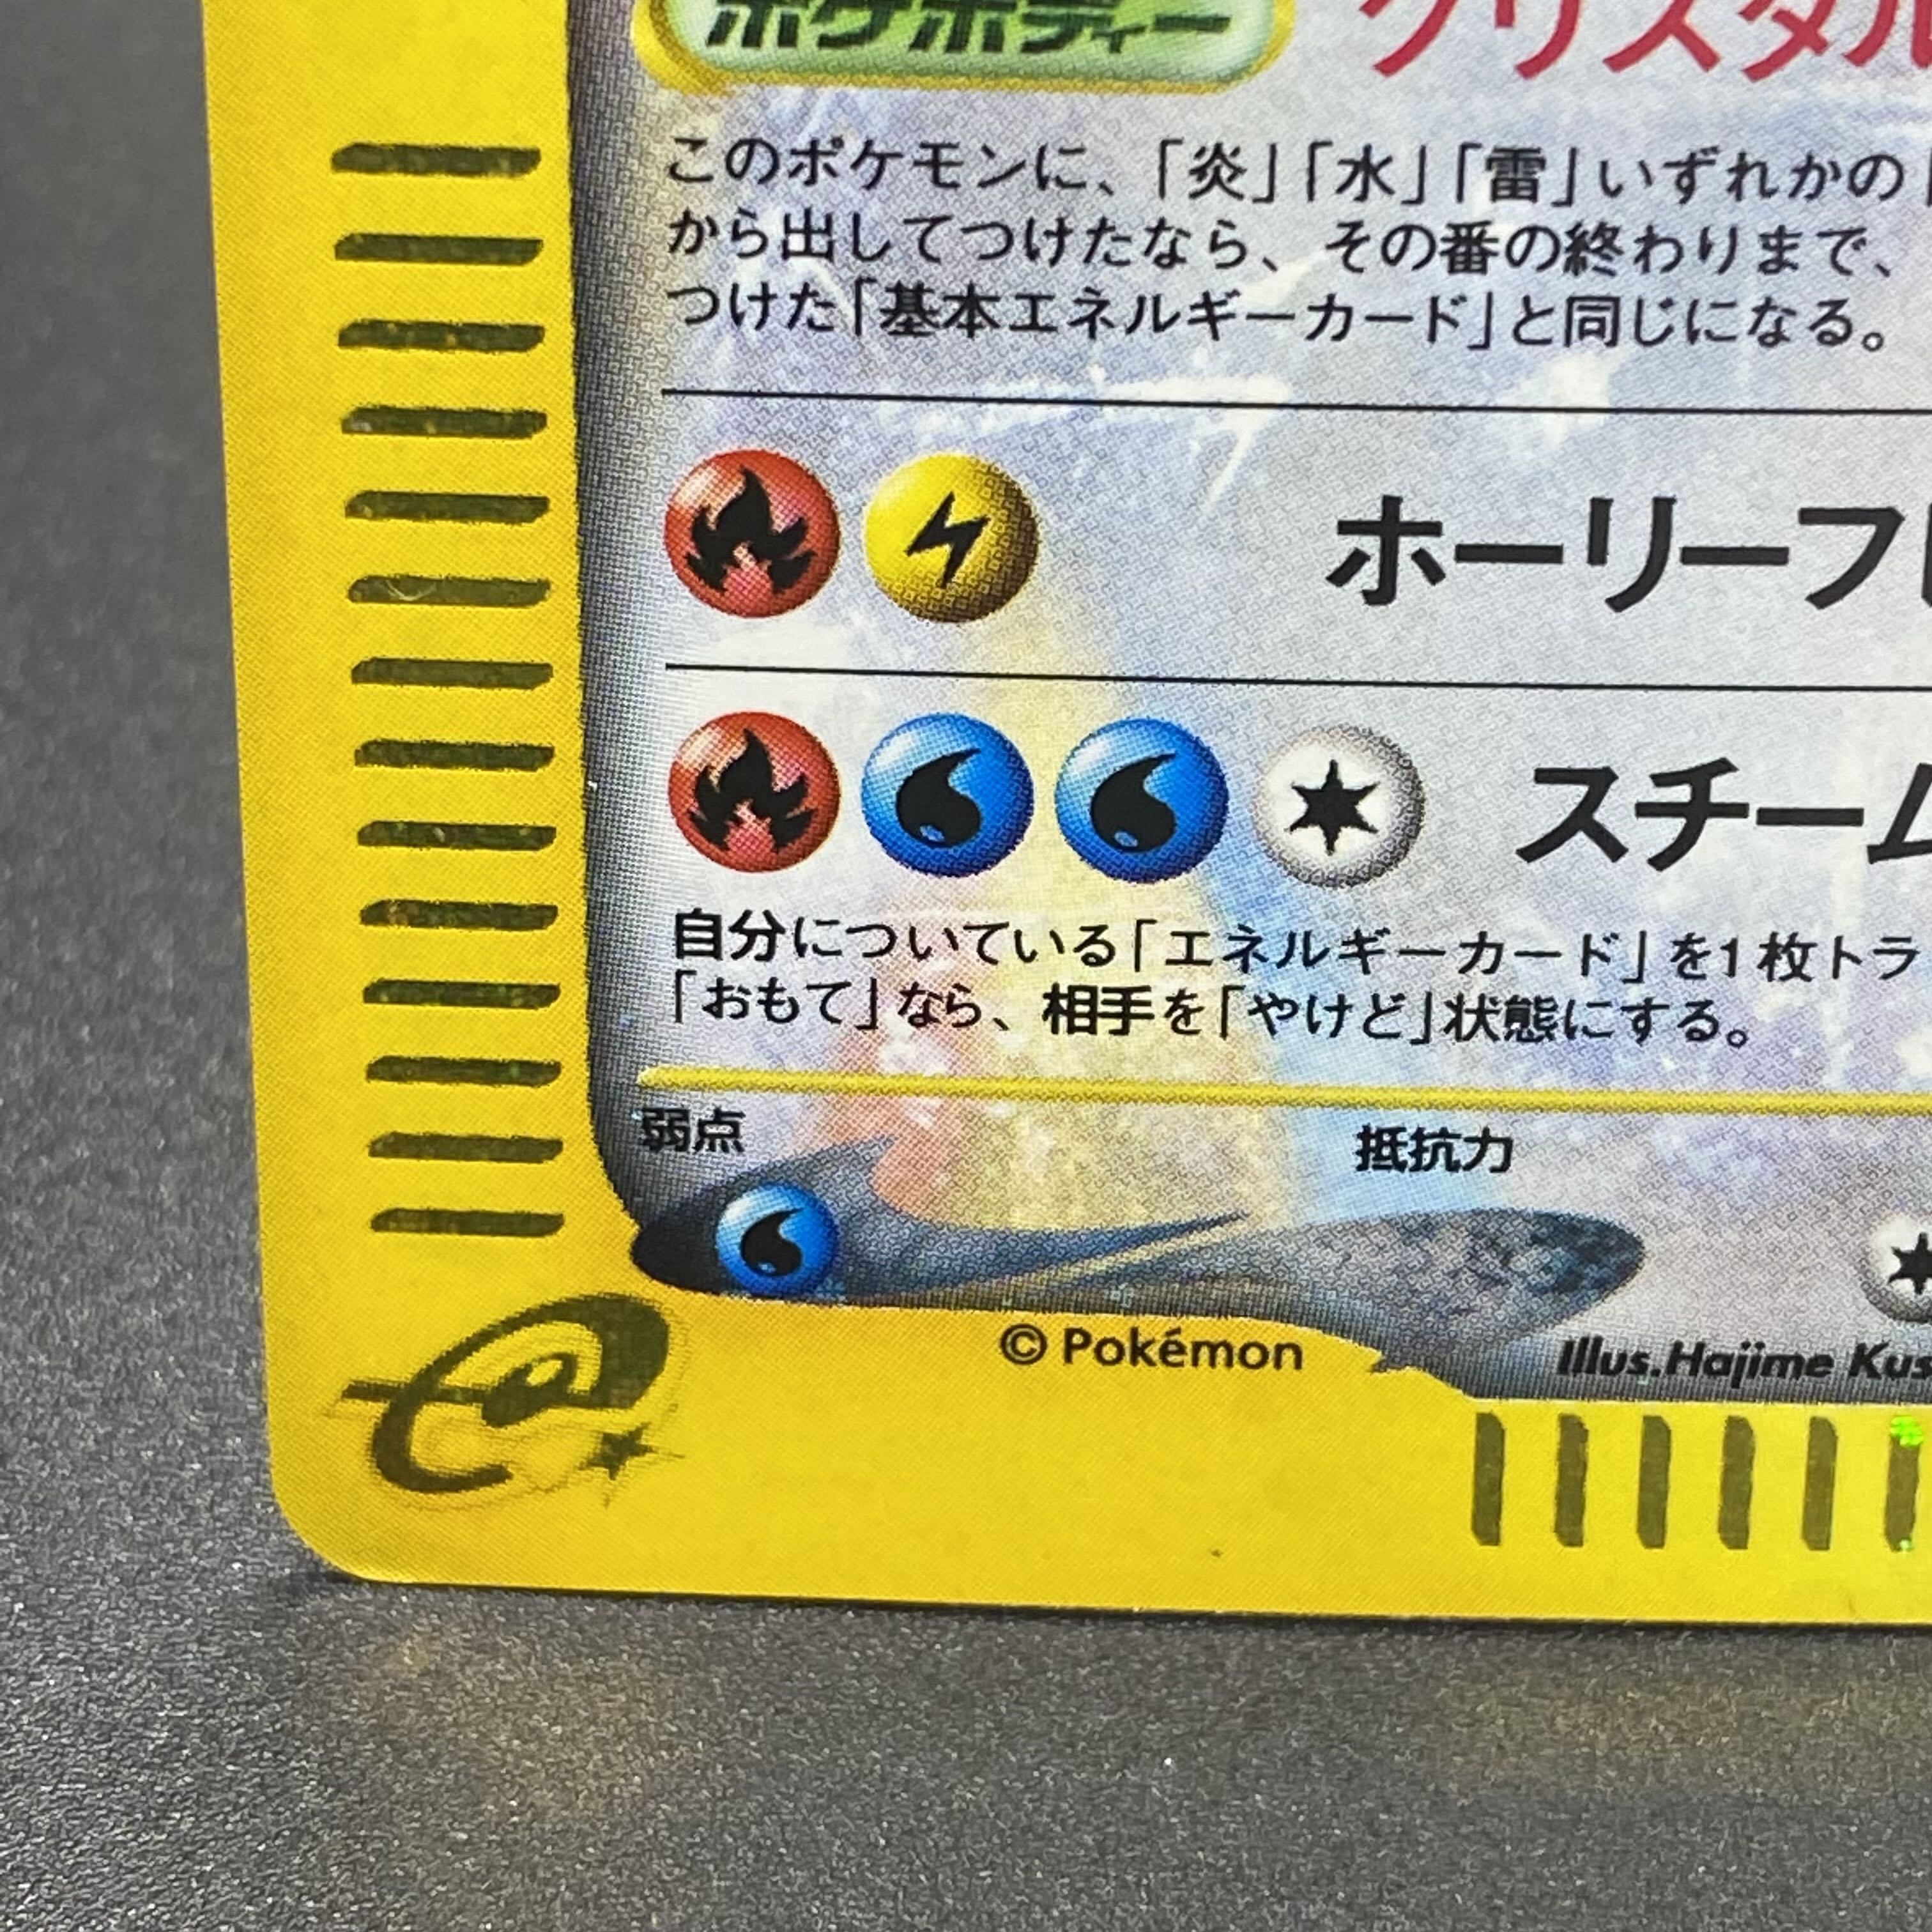 ポケボディー クリスタル
このポケモンに、「炎」「水」「雷」いずれかの「
から出してつけたなら、その番の終わりまで、
つけた「基本エネルギーカード」と同じになる。
ホーリーフ
スチーム
自分についている「エネルギーカード」を1枚トラ
「おもて」なら、相手を「やけど」状態にする。
弱点 抵抗力
© Pokémon Illus.Hajime Kus